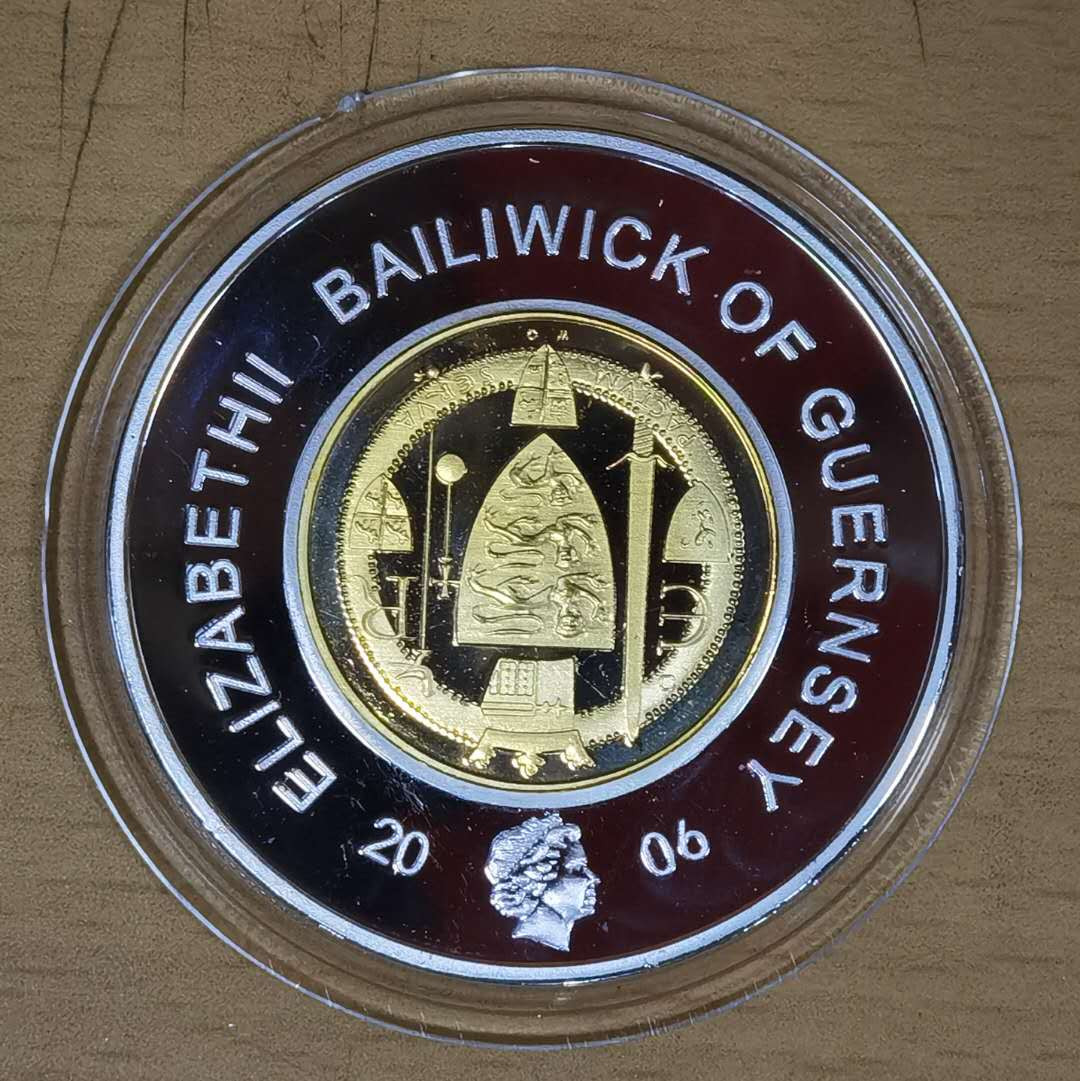 ELIZABETH II BAILIWICK OF GUERNSEY
20 06